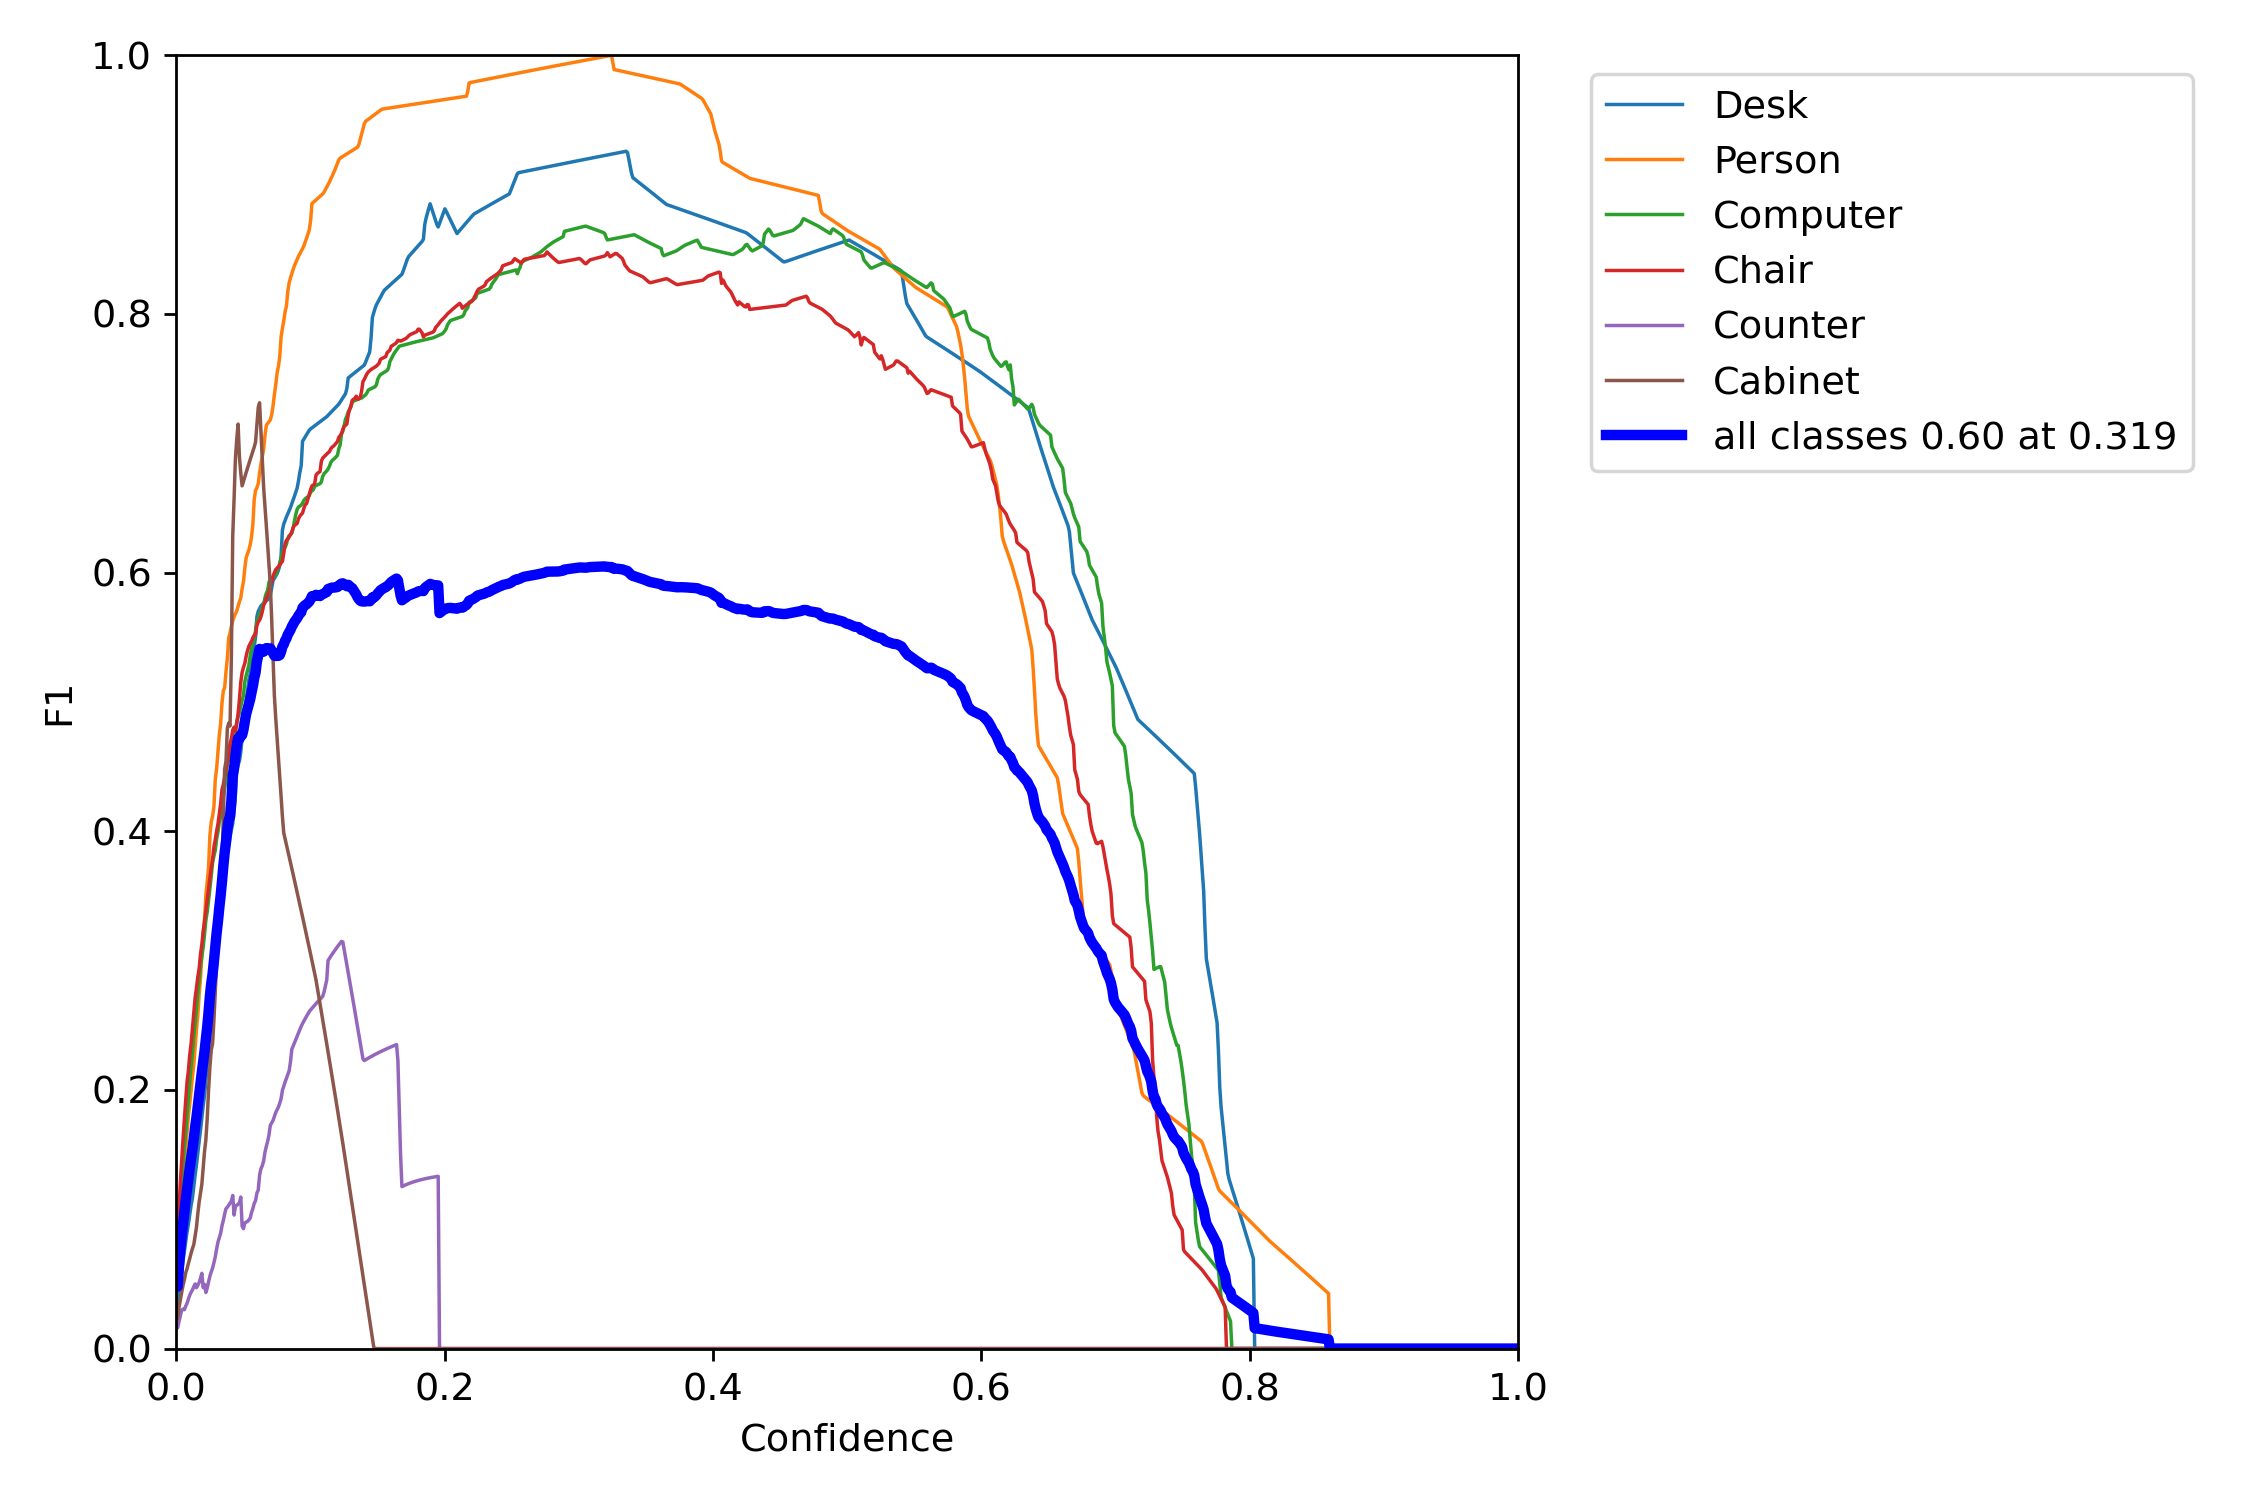 1.0
0.8
0.6
0.4
0.2
0.0
F1
0.0 0.2 0.4 0.6 0.8 1.0
Confidence
Desk
Person
Computer
Chair
Counter
Cabinet
all classes 0.60 at 0.319